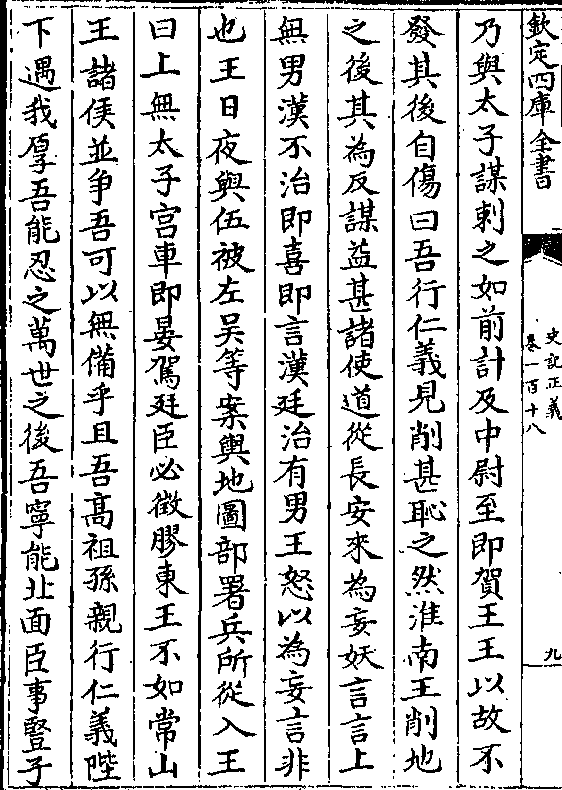 欽定四庫全書
史記正義
卷一百十八
九
乃與太子謀刺之如前計及中尉至即賀王王以故不
發其後自傷曰吾行仁義見削甚恥之然淮南王削地
之後其為反謀益甚諸使道從長安來為妄妖言言上
無男漢不治即喜即言漢廷治有男王怒以為妄言非
也王日夜與伍被左吳等案輿地圖部署兵所從入王
曰上無太子宫車即晏駕廷臣必徵膠東王不如常山
王諸侯並争吾可以無備乎且吾髙祖孫親行仁義陛
下遇我厚吾能忍之萬世之後吾寧能北面臣事豎子